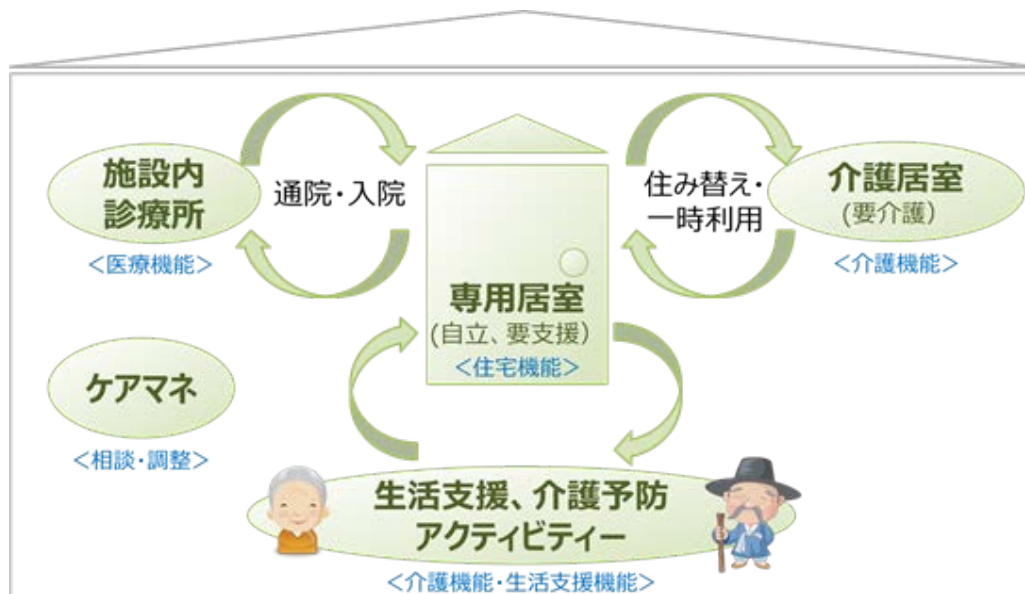 施設内
診療所
<医療機能>
通院・入院
専用居室
(自立、要支援)
<住宅機能>
住み替え・
一時利用
介護居室
(要介護)
<介護機能>
ケアマネ
<相談・調整>
生活支援、介護予防
アクティビティー
<介護機能・生活支援機能>